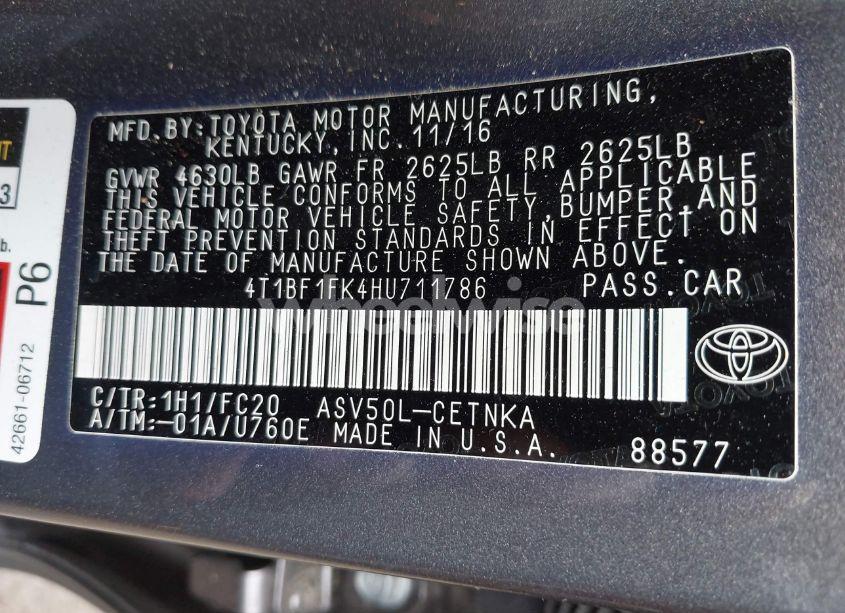 MFD. BY: TOYOTA MOTOR MANUFACTURING,
KENTUCKY, INC. 11/16
GVWR 4630LB GAWR FR 2625LB RR 2625LB
THIS VEHICLE CONFORMS TO ALL APPLICABLE
FEDERAL MOTOR VEHICLE SAFETY, BUMPER, AND
THEFT PREVENTION STANDARDS IN EFFECT ON
THE DATE OF MANUFACTURE SHOWN ABOVE.
4T1BF1FK4HU711786 PASS. CAR
wheelwise
C/TR: 1H1/FC20 ASV50L-CETNKA
A/TM: -01A/U760E MADE IN U.S.A.
88577
3
b.
P6
42661-06712